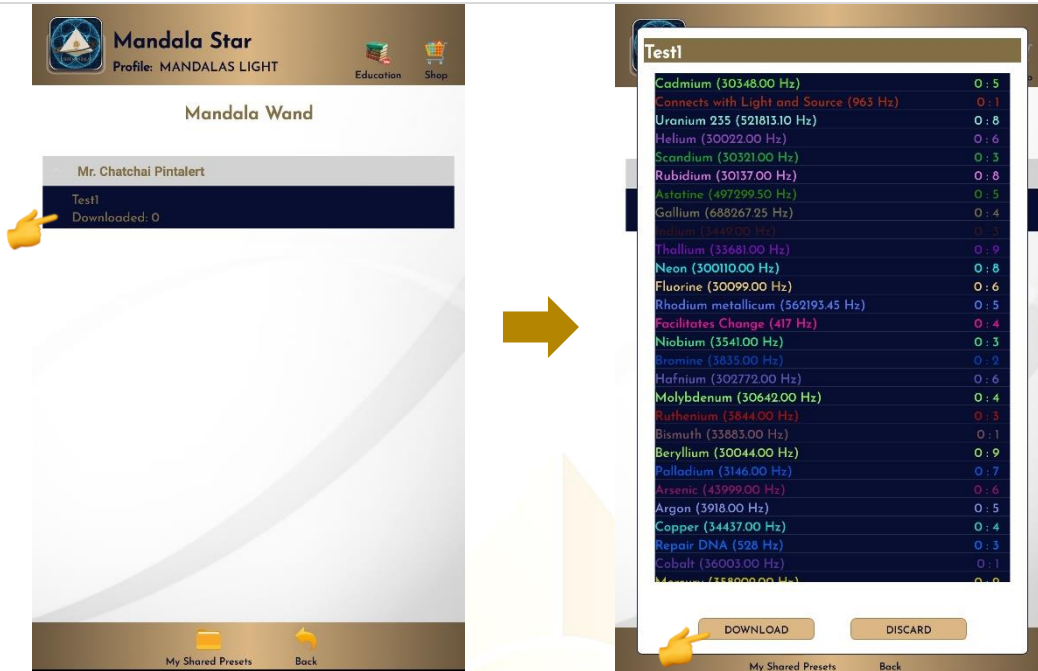 Mandala Star
Profile: MANDALAS LIGHT
Education
Shop
Mandala Wand
Mr. Chatchai Pintalert
Test1
Downloaded: 0
My Shared Presets
Back
Test1
Cadmium (30348.00 Hz) 0 : 5
Connects with Light and Source (963 Hz) 0 : 1
Uranium 235 (521813.10 Hz) 0 : 8
Helium (30022.00 Hz) 0 : 6
Scandium (30321.00 Hz) 0 : 3
Rubidium (30137.00 Hz) 0 : 8
Astatine (497299.50 Hz) 0 : 5
Gallium (688267.25 Hz) 0 : 4
Indium (3449.00 Hz) 0 : 3
Thallium (33681.00 Hz) 0 : 9
Neon (300110.00 Hz) 0 : 8
Fluorine (30099.00 Hz) 0 : 6
Rhodium metallicum (562193.45 Hz) 0 : 5
Facilitates Change (417 Hz) 0 : 4
Niobium (3541.00 Hz) 0 : 3
Bromine (3835.00 Hz) 0 : 2
Hafnium (302772.00 Hz) 0 : 6
Molybdenum (30642.00 Hz) 0 : 4
Ruthenium (3844.00 Hz) 0 : 3
Bismuth (33883.00 Hz) 0 : 1
Beryllium (30044.00 Hz) 0 : 9
Palladium (3146.00 Hz) 0 : 7
Arsenic (43999.00 Hz) 0 : 6
Argon (3918.00 Hz) 0 : 5
Copper (34437.00 Hz) 0 : 4
Repair DNA (528 Hz) 0 : 3
Cobalt (36003.00 Hz) 0 : 1
Mercury
DOWNLOAD
DISCARD
My Shared Presets
Back